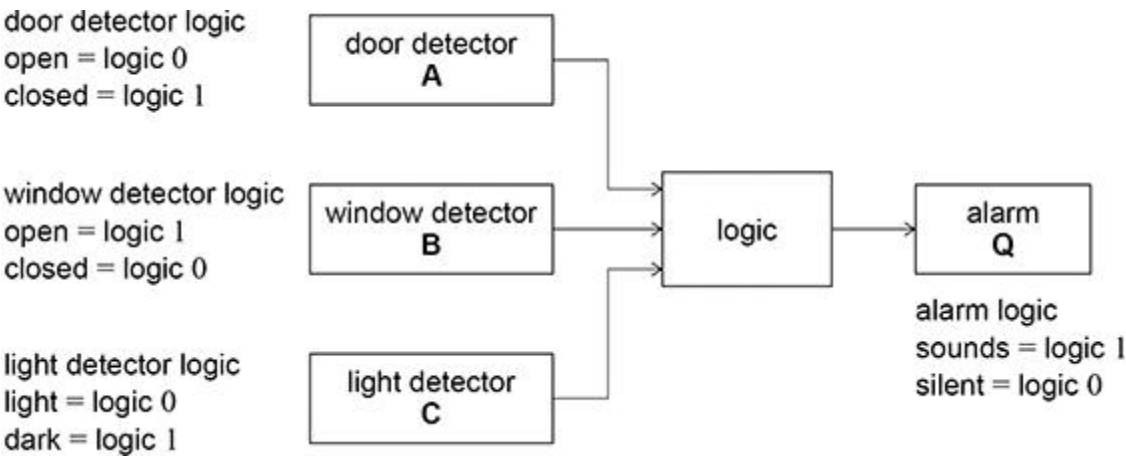 door detector logic
open = logic 0
closed = logic 1
door detector
A
window detector logic
open = logic 1
closed = logic 0
window detector
B
logic
alarm
Q
alarm logic
sounds = logic 1
silent = logic 0
light detector logic
light = logic 0
dark = logic 1
light detector
C